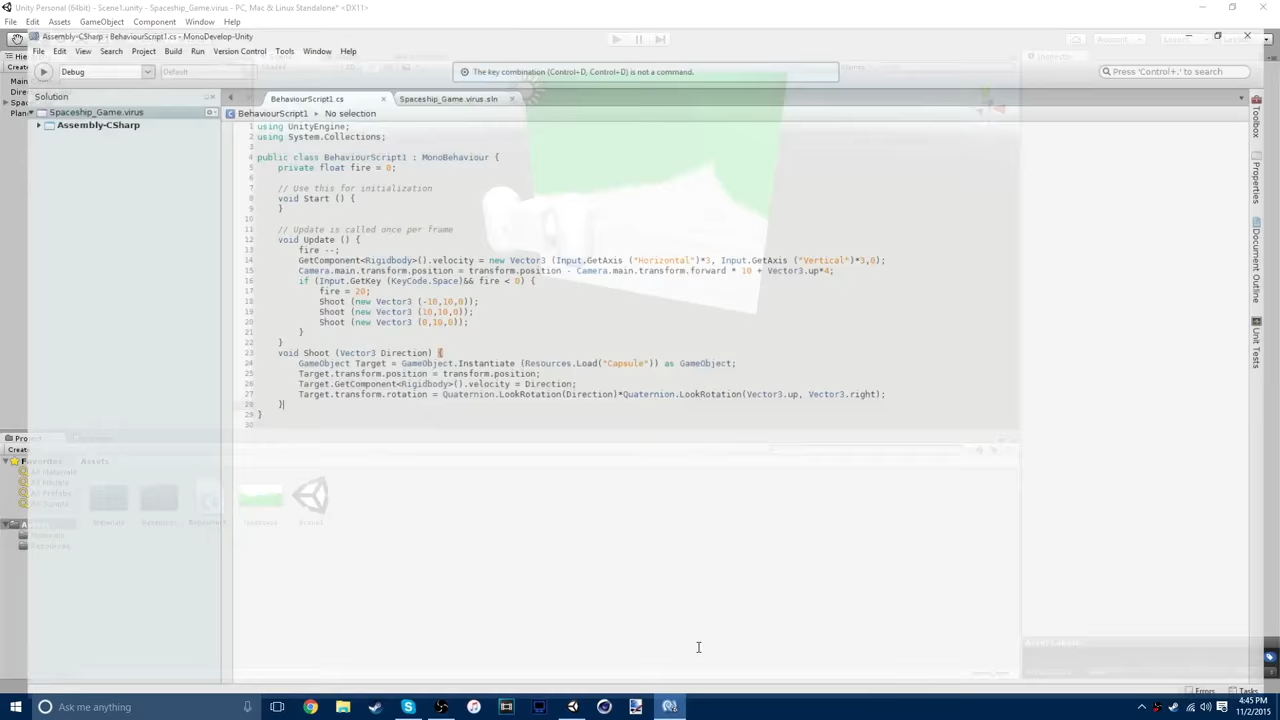 Unity Personal (64bit) - Scene1.unity - Spaceship_Game.virus - PC, Mac & Linux Standalone* <DX11>
File Edit Assets GameObject Component Window Help
Assembly-CSharp - BehaviourScript1.cs - MonoDevelop-Unity
File Edit View Search Project Build Run Version Control Tools Window Help
Debug Default
The key combination (Control+D, Control+D) is not a command.
Press 'Control+,' to search
Solution
BehaviourScript1.cs Spaceship_Game.virus.sln
Spaceship_Game.virus
BehaviourScript1 No selection
Assembly-CSharp
1 using UnityEngine;
2 using System.Collections;
3
4 public class BehaviourScript1 : MonoBehaviour {
5 private float fire = 0;
6
7 // Use this for initialization
8 void Start () {
9 }
10
11 // Update is called once per frame
12 void Update () {
13 fire --;
14 GetComponent<Rigidbody>().velocity = new Vector3 (Input.GetAxis ("Horizontal")*3, Input.GetAxis ("Vertical")*3,0);
15 Camera.main.transform.position = transform.position - Camera.main.transform.forward * 10 + Vector3.up*4;
16 if (Input.GetKey (KeyCode.Space)&& fire < 0) {
17 fire = 20;
18 Shoot (new Vector3 (-10,10,0));
19 Shoot (new Vector3 (10,10,0));
20 Shoot (new Vector3 (0,10,0));
21 }
22 }
23 void Shoot (Vector3 Direction) {
24 GameObject Target = GameObject.Instantiate (Resources.Load("Capsule")) as GameObject;
25 Target.transform.position = transform.position;
26 Target.GetComponent<Rigidbody>().velocity = Direction;
27 Target.transform.rotation = Quaternion.LookRotation(Direction)*Quaternion.LookRotation(Vector3.up, Vector3.right);
28 }
29 }
30
Toolbox
Properties
Document Outline
Unit Tests
Project
Favorites Assets
All Materials
All Models
All Prefabs
All Scripts
Resources
Asset Labels
Errors Tasks
Ask me anything
4:45 PM
11/2/2015